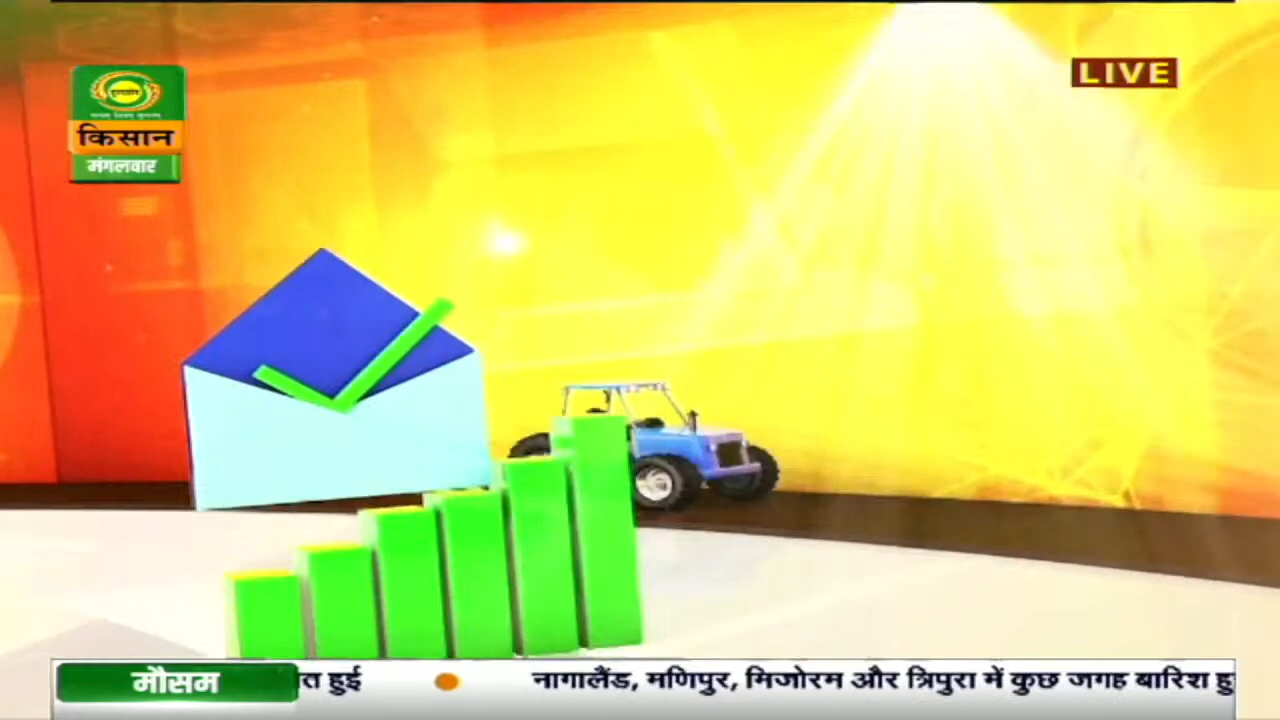 LIVE
किसान
मंगलवार
मौसम
त हुई
नागालैंड, मणिपुर, मिजोरम और त्रिपुरा में कुछ जगह बारिश हु